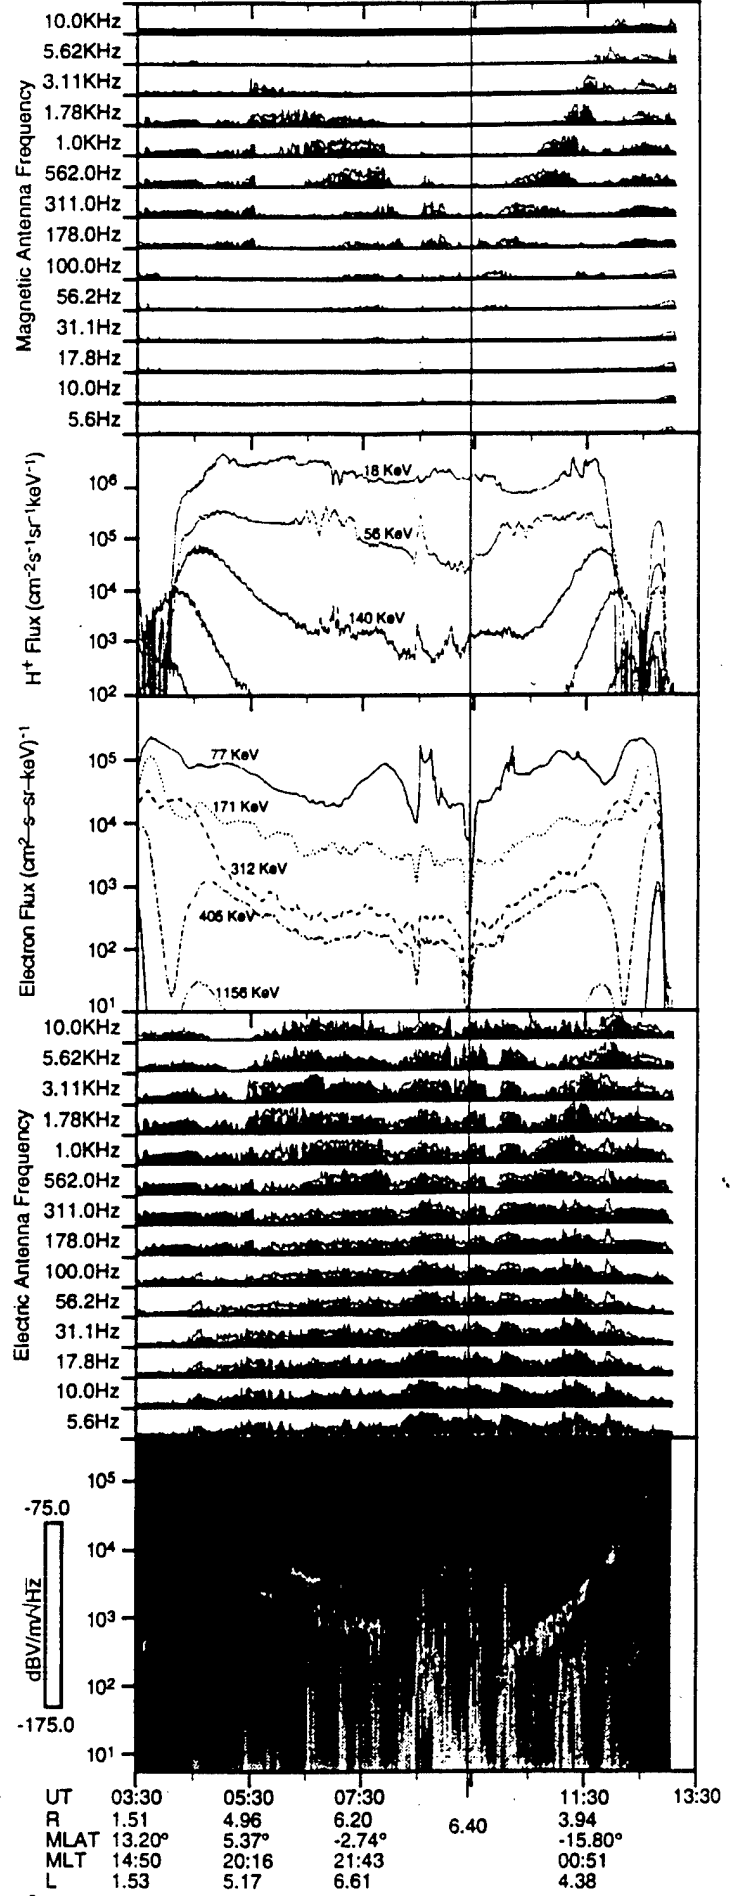 Magnetic Antenna Frequency
10.0KHz
5.62KHz
3.11KHz
1.78KHz
1.0KHz
562.0Hz
311.0Hz
178.0Hz
100.0Hz
56.2Hz
31.1Hz
17.8Hz
10.0Hz
5.6Hz
H⁺ Flux (cm⁻²s⁻¹sr⁻¹keV⁻¹)
10⁶
10⁵
10⁴
10³
10²
18 KeV
56 KeV
140 KeV
Electron Flux (cm²–s–sr–keV)⁻¹
10⁵
10⁴
10³
10²
10¹
77 KeV
171 KeV
312 KeV
405 KeV
1156 KeV
Electric Antenna Frequency
10.0KHz
5.62KHz
3.11KHz
1.78KHz
1.0KHz
562.0Hz
311.0Hz
178.0Hz
100.0Hz
56.2Hz
31.1Hz
17.8Hz
10.0Hz
5.6Hz
-75.0
dBV/m/√Hz
-175.0
10⁵
10⁴
10³
10²
10¹
UT 03:30 05:30 07:30 11:30 13:30
R 1.51 4.96 6.20 6.40 3.94
MLAT 13.20° 5.37° -2.74° -15.80°
MLT 14:50 20:16 21:43 00:51
L 1.53 5.17 6.61 4.38